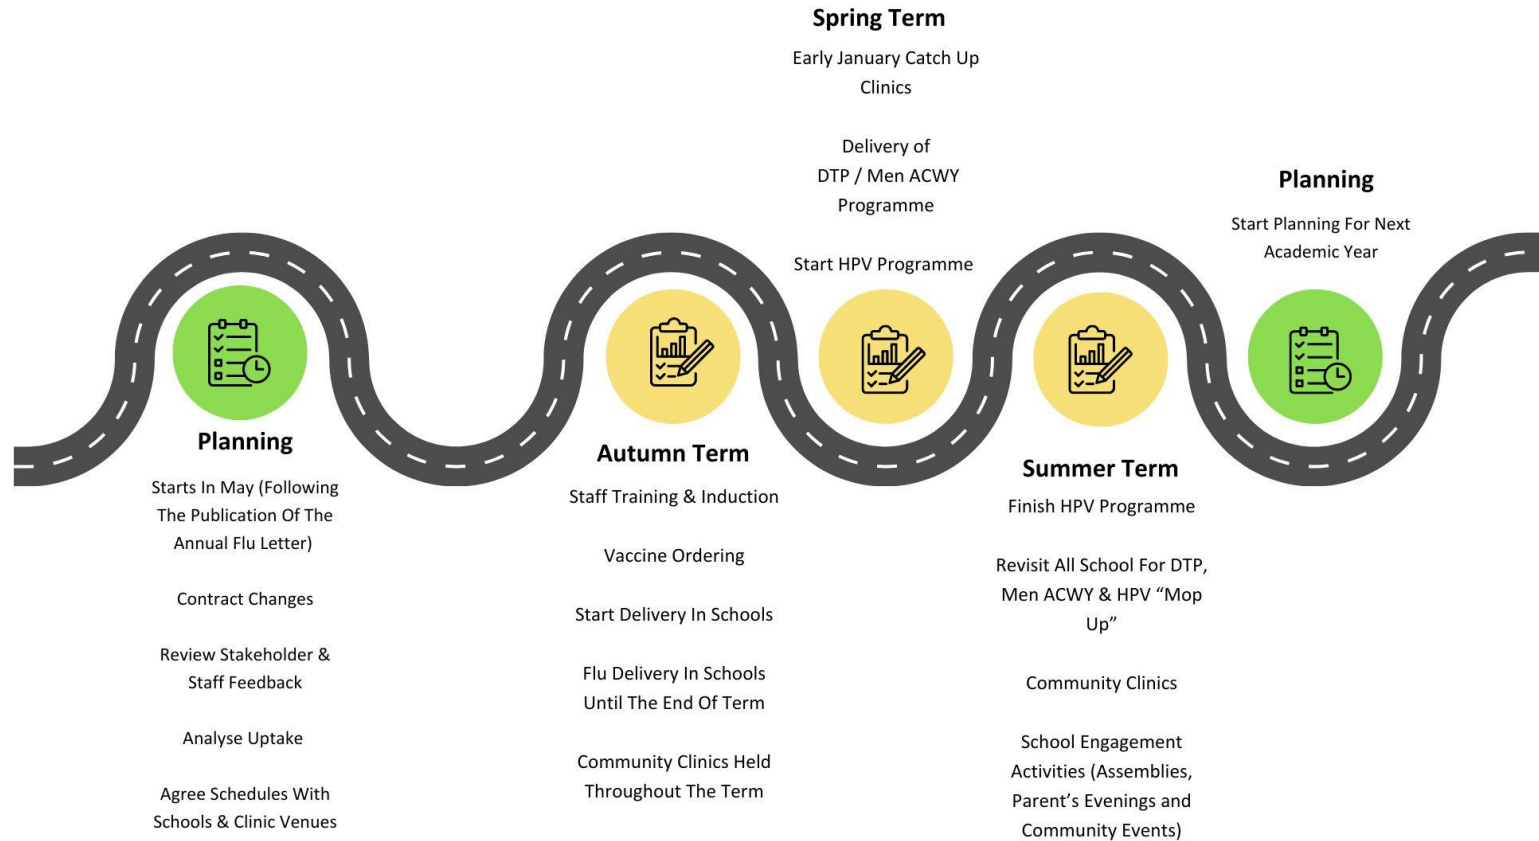 Planning
Starts In May (Following
The Publication Of The
Annual Flu Letter)
Contract Changes
Review Stakeholder &
Staff Feedback
Analyse Uptake
Agree Schedules With
Schools & Clinic Venues
Autumn Term
Staff Training & Induction
Vaccine Ordering
Start Delivery In Schools
Flu Delivery In Schools
Until The End Of Term
Community Clinics Held
Throughout The Term
Spring Term
Early January Catch Up
Clinics
Delivery of
DTP / Men ACWY
Programme
Start HPV Programme
Summer Term
Finish HPV Programme
Revisit All School For DTP,
Men ACWY & HPV “Mop
Up”
Community Clinics
School Engagement
Activities (Assemblies,
Parent’s Evenings and
Community Events)
Planning
Start Planning For Next
Academic Year